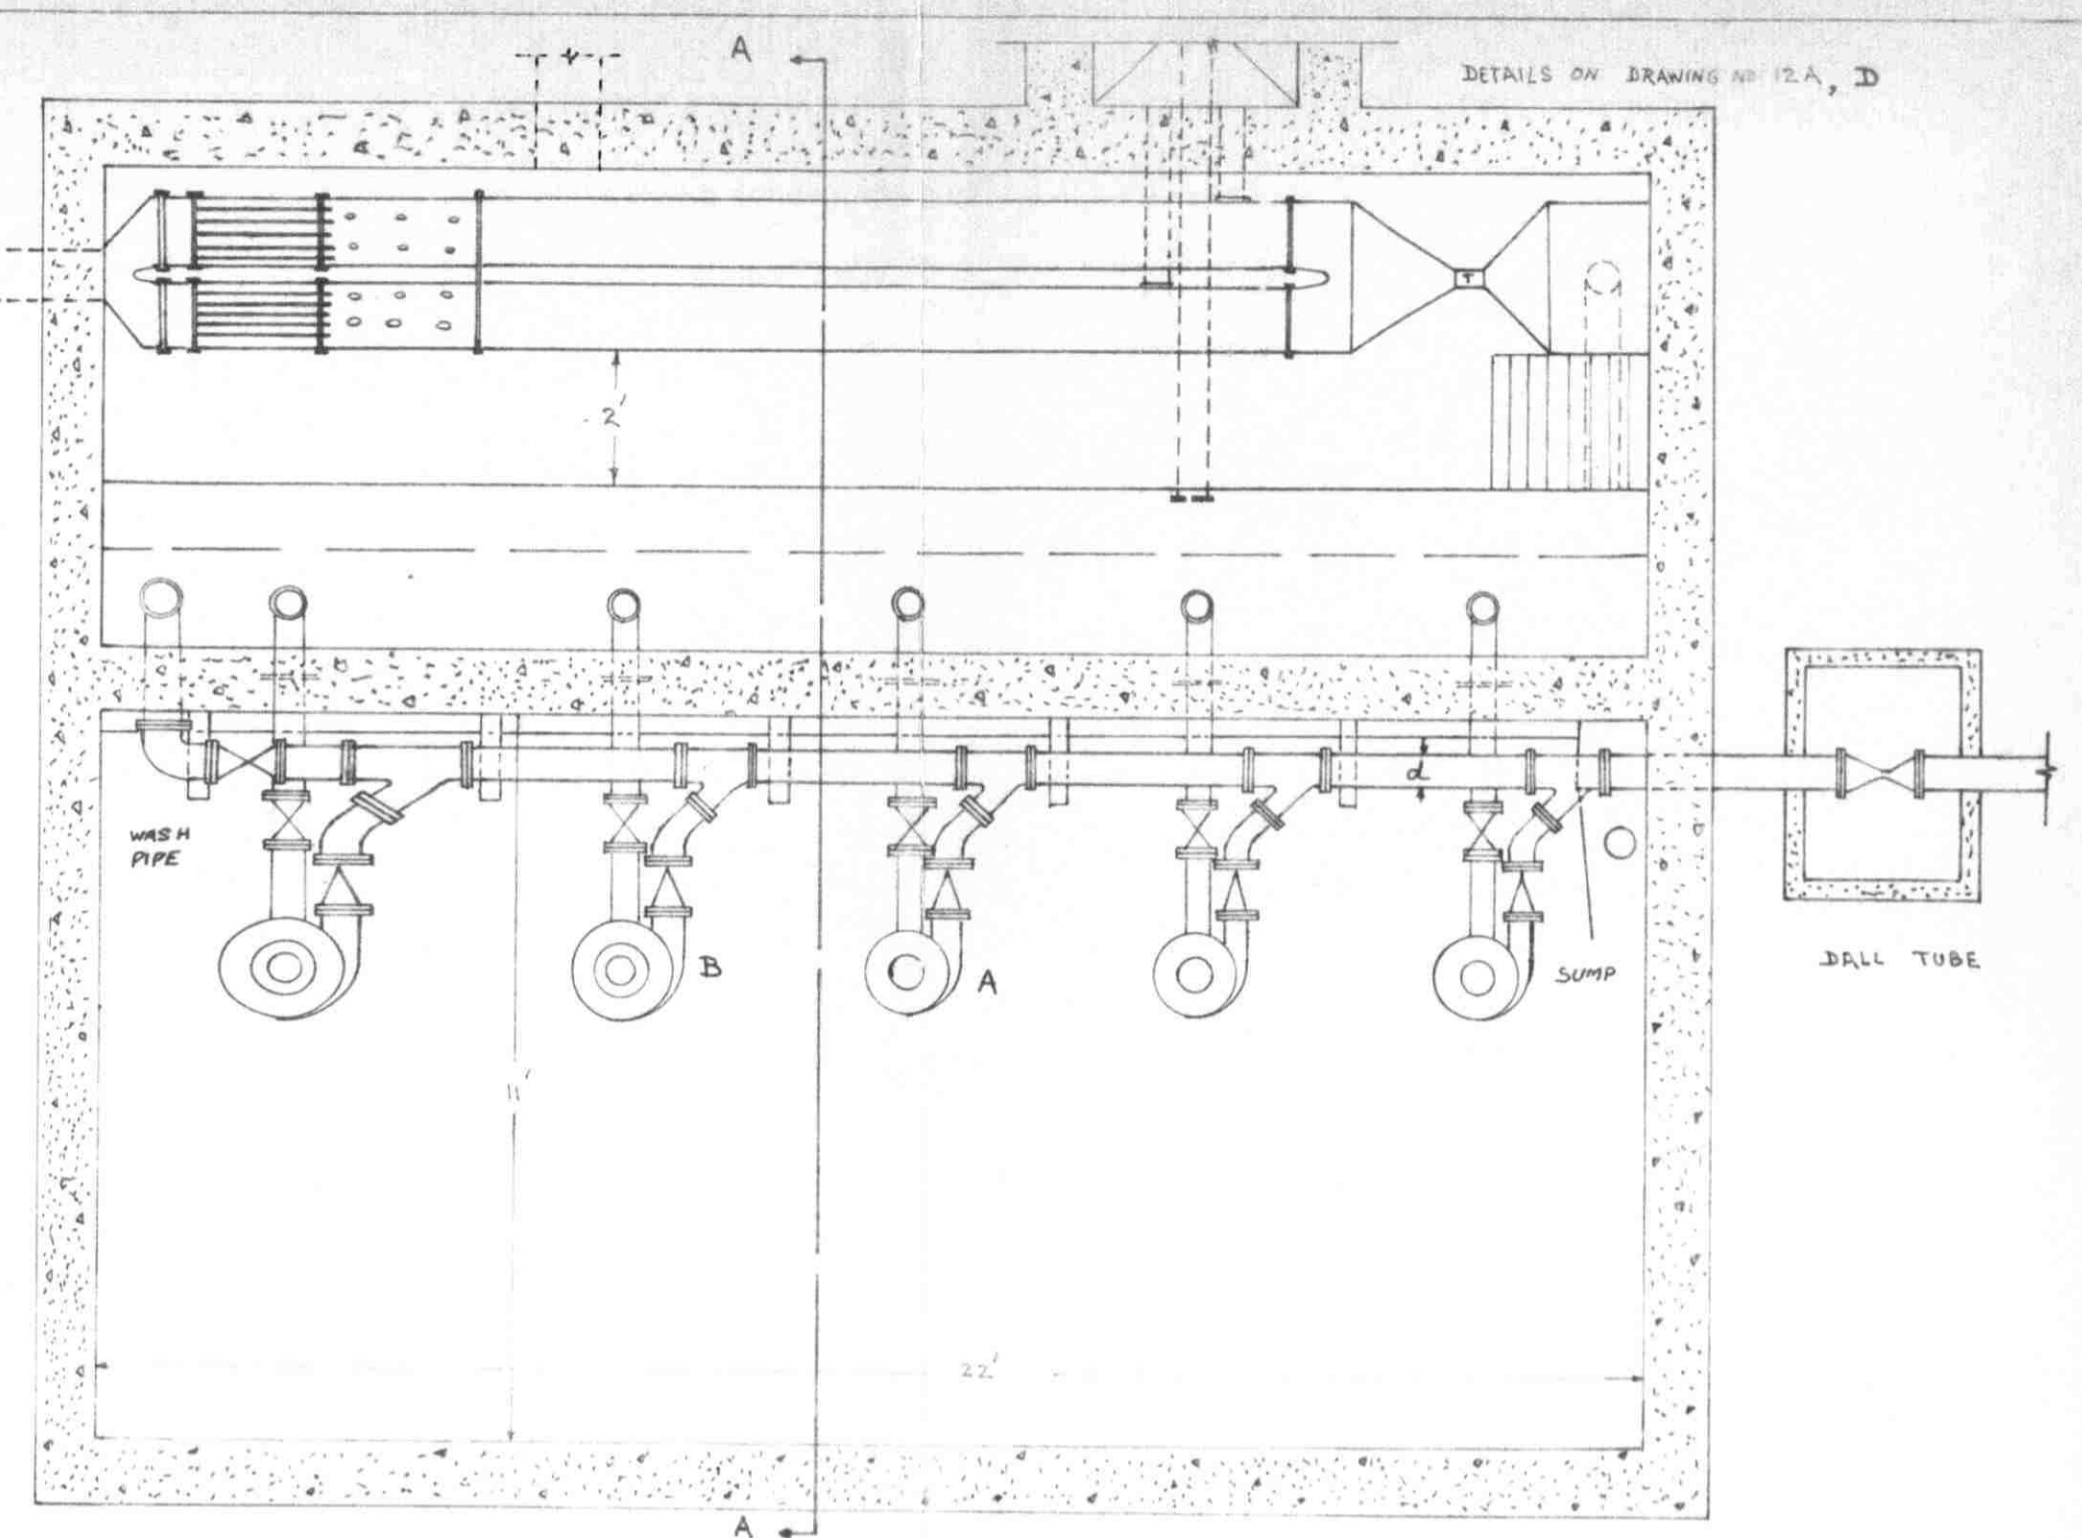 A
DETAILS ON DRAWING NO 12A, D
T
2'
d
WASH
PIPE
B
A
SUMP
DALL TUBE
11'
22'
A